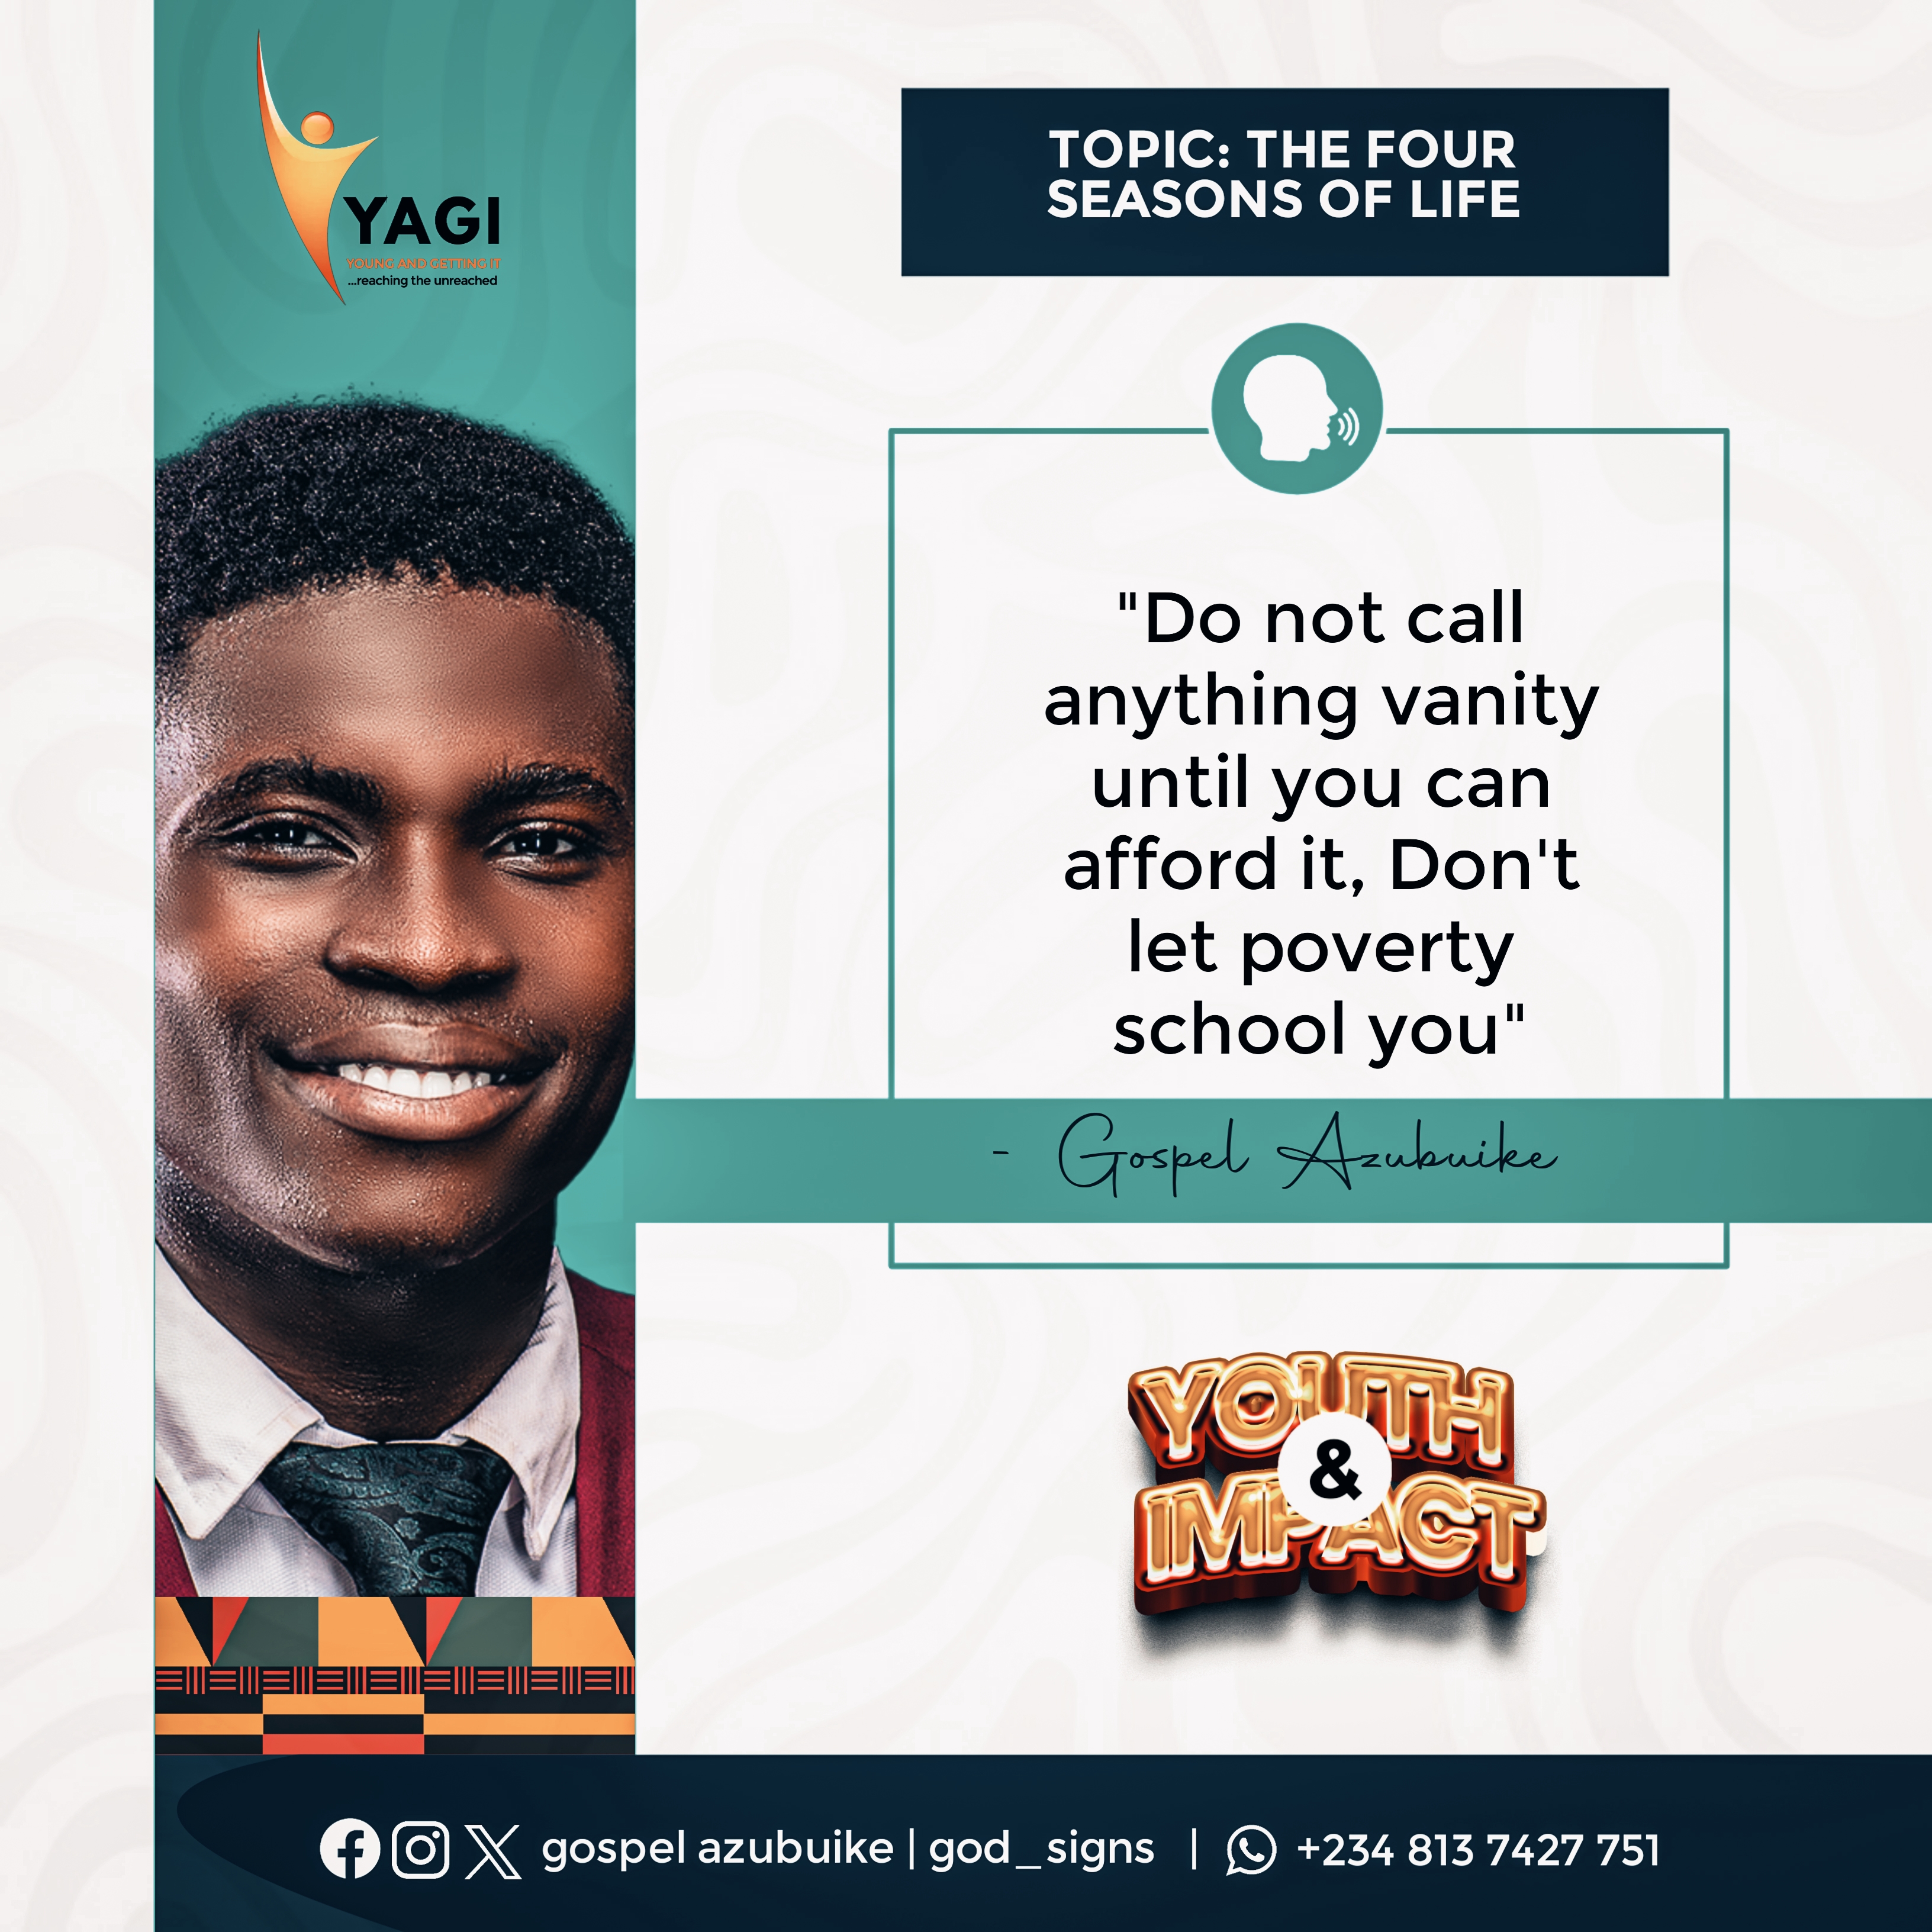 YAGI
YOUNG AND GETTING IT
...reaching the unreached
TOPIC: THE FOUR
SEASONS OF LIFE
"Do not call
anything vanity
until you can
afford it, Don't
let poverty
school you"
- Gospel Azubuike
YOUTH
&
IMPACT
gospel azubuike | god_signs | +234 813 7427 751